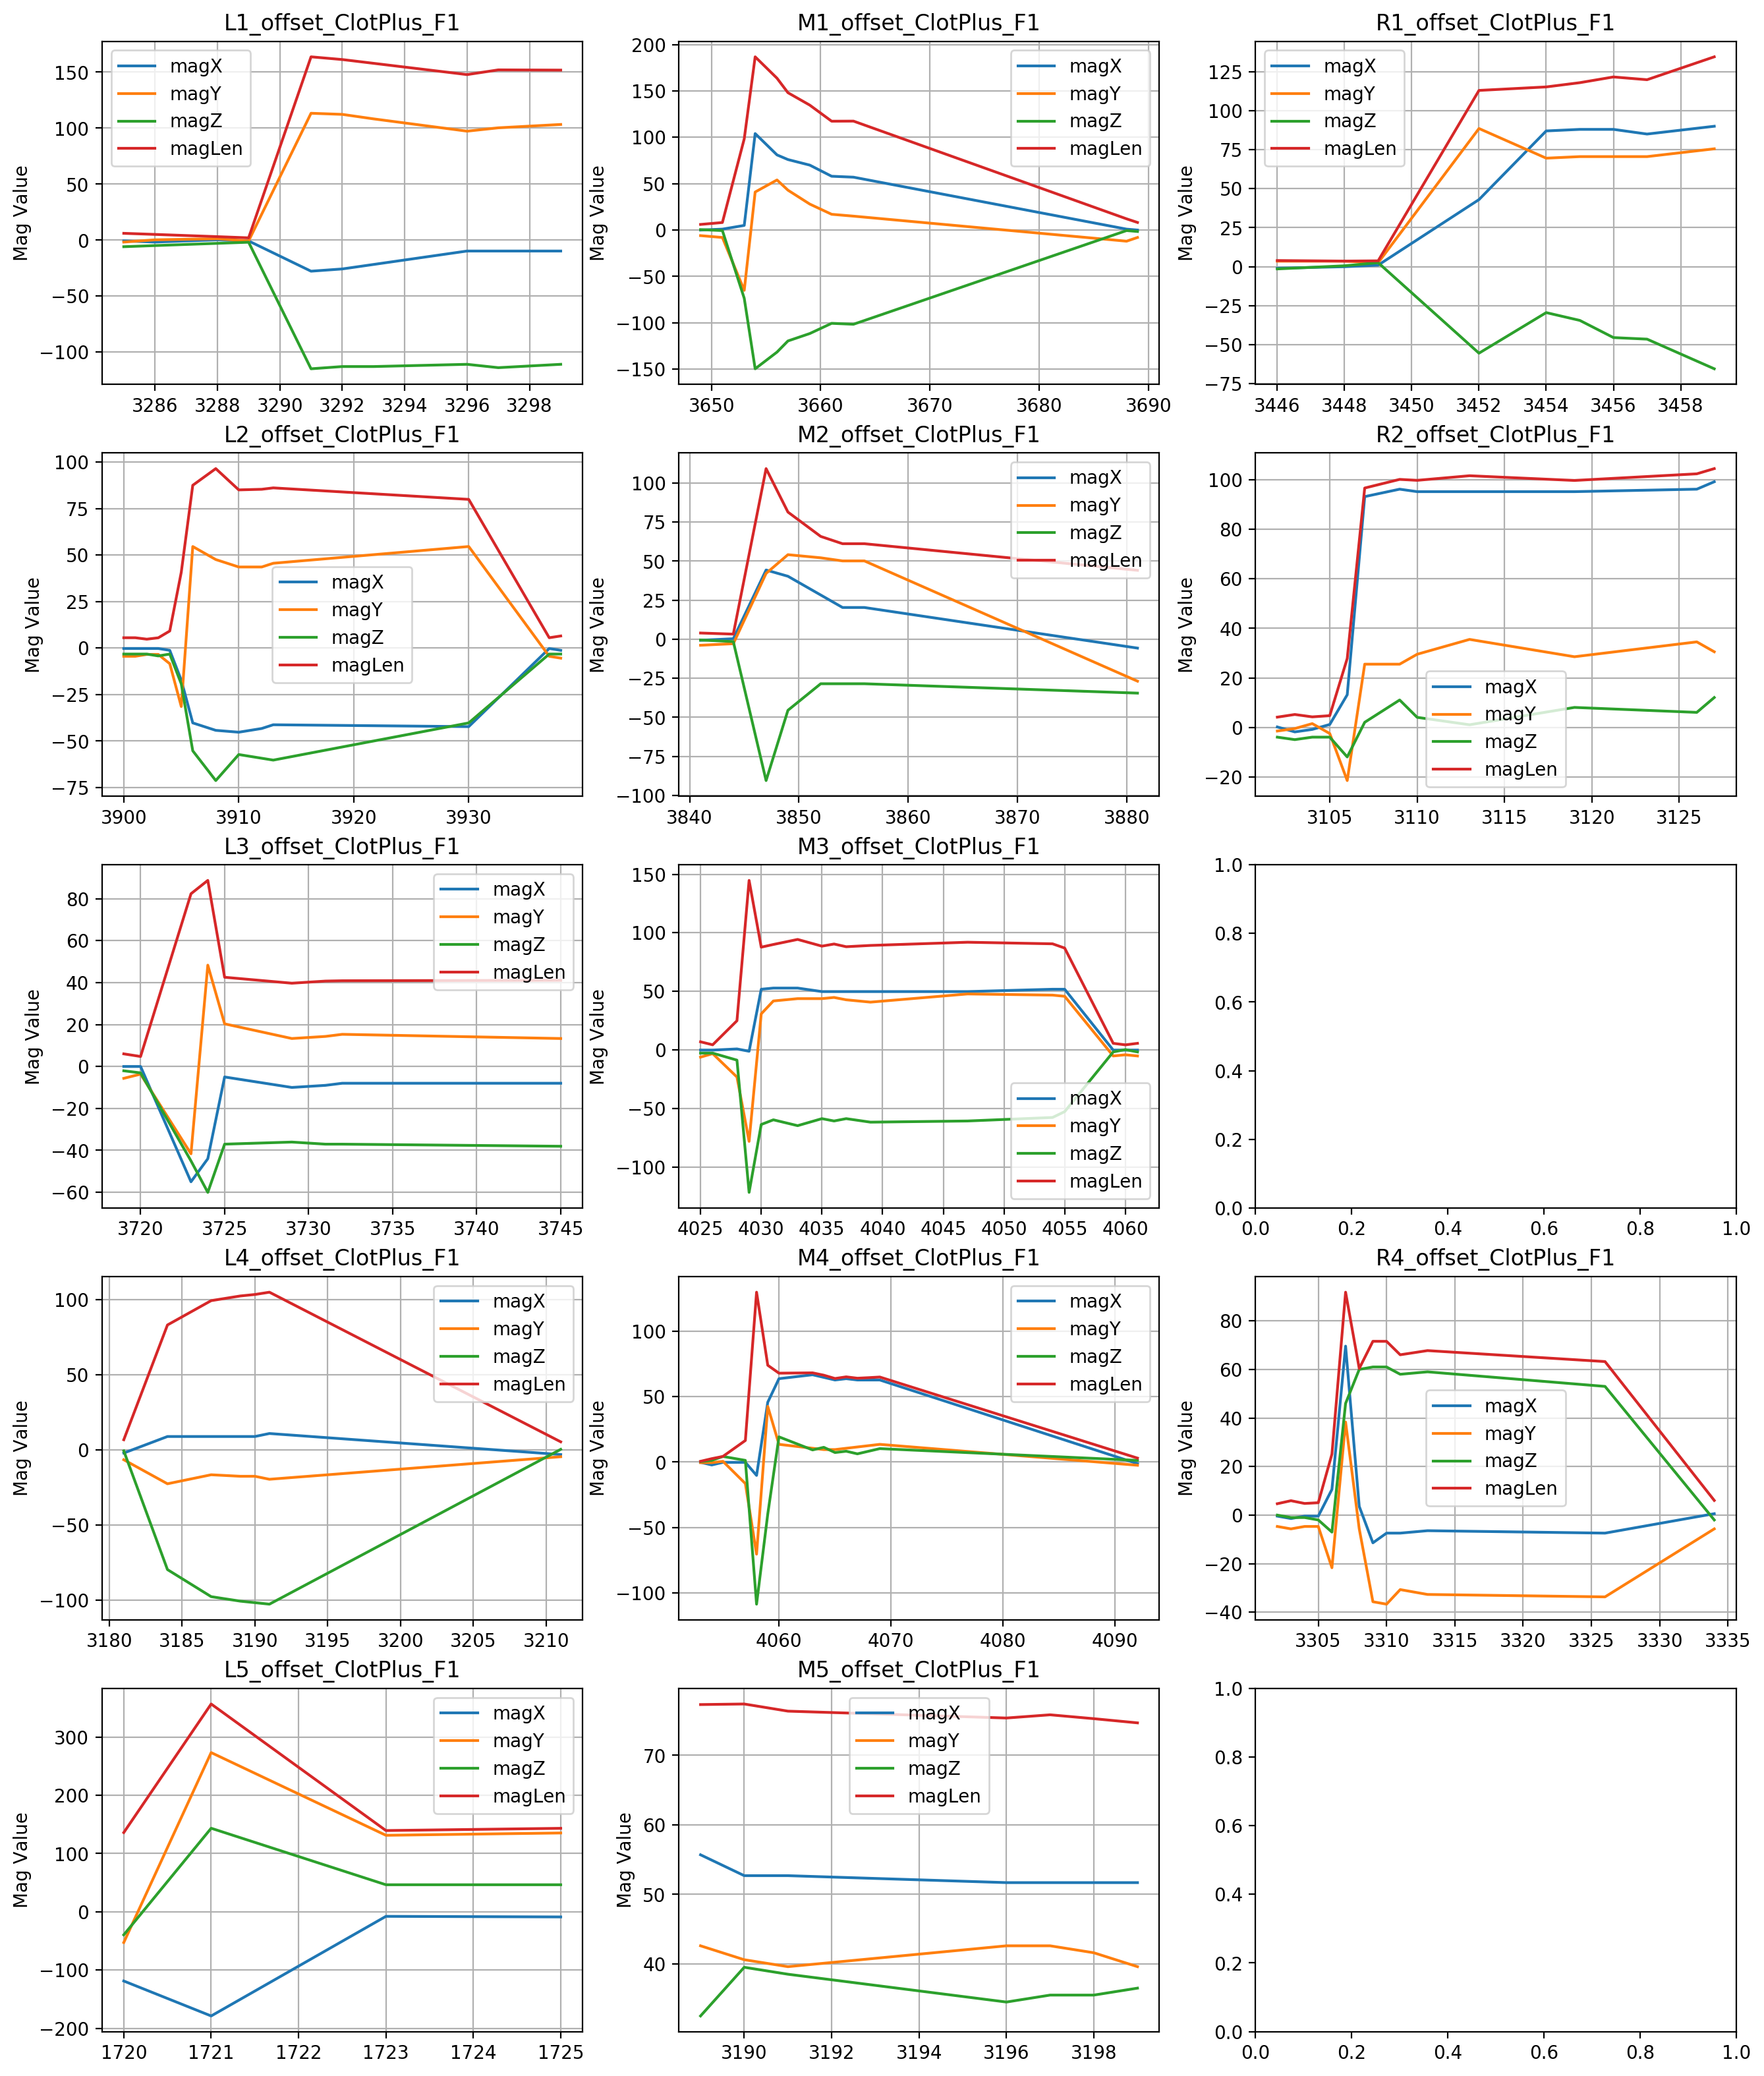 L1_offset_ClotPlus_F1
Mag Value
150
100
50
0
−50
−100
3286 3288 3290 3292 3294 3296 3298
magX
magY
magZ
magLen
M1_offset_ClotPlus_F1
Mag Value
200
150
100
50
0
−50
−100
−150
3650 3660 3670 3680 3690
magX
magY
magZ
magLen
R1_offset_ClotPlus_F1
Mag Value
125
100
75
50
25
0
−25
−50
−75
3446 3448 3450 3452 3454 3456 3458
magX
magY
magZ
magLen
L2_offset_ClotPlus_F1
Mag Value
100
75
50
25
0
−25
−50
−75
3900 3910 3920 3930
magX
magY
magZ
magLen
M2_offset_ClotPlus_F1
Mag Value
100
75
50
25
0
−25
−50
−75
−100
3840 3850 3860 3870 3880
magX
magY
magZ
magLen
R2_offset_ClotPlus_F1
Mag Value
100
80
60
40
20
0
−20
3105 3110 3115 3120 3125
magX
magY
magZ
magLen
L3_offset_ClotPlus_F1
Mag Value
80
60
40
20
0
−20
−40
−60
3720 3725 3730 3735 3740 3745
magX
magY
magZ
magLen
M3_offset_ClotPlus_F1
Mag Value
150
100
50
0
−50
−100
4025 4030 4035 4040 4045 4050 4055 4060
magX
magY
magZ
magLen
1.0
0.8
0.6
0.4
0.2
0.0
0.0 0.2 0.4 0.6 0.8 1.0
L4_offset_ClotPlus_F1
Mag Value
100
50
0
−50
−100
3180 3185 3190 3195 3200 3205 3210
magX
magY
magZ
magLen
M4_offset_ClotPlus_F1
Mag Value
100
50
0
−50
−100
4060 4070 4080 4090
magX
magY
magZ
magLen
R4_offset_ClotPlus_F1
Mag Value
80
60
40
20
0
−20
−40
3305 3310 3315 3320 3325 3330 3335
magX
magY
magZ
magLen
L5_offset_ClotPlus_F1
Mag Value
300
200
100
0
−100
−200
1720 1721 1722 1723 1724 1725
magX
magY
magZ
magLen
M5_offset_ClotPlus_F1
Mag Value
70
60
50
40
3190 3192 3194 3196 3198
magX
magY
magZ
magLen
1.0
0.8
0.6
0.4
0.2
0.0
0.0 0.2 0.4 0.6 0.8 1.0